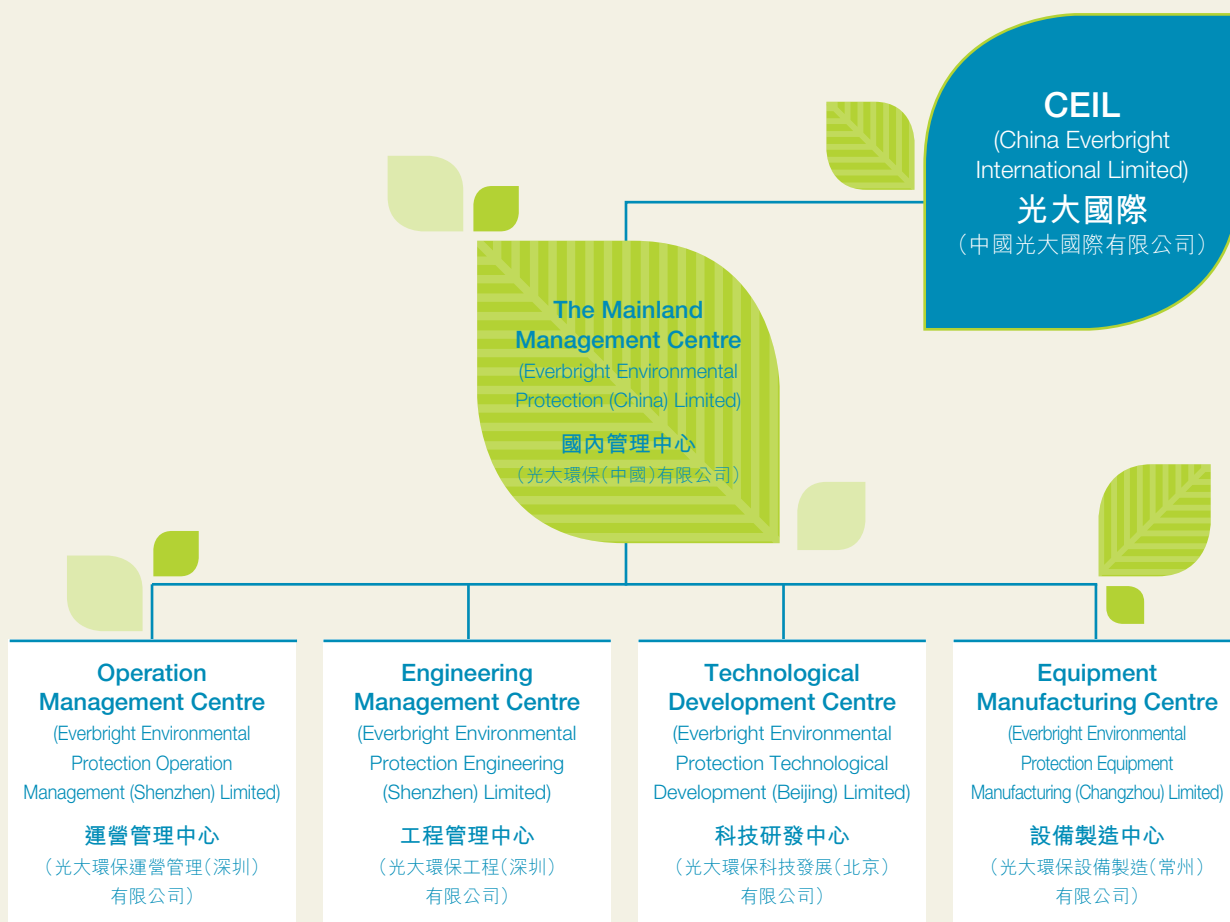 CEIL
(China Everbright
International Limited)
光大國際
（中國光大國際有限公司）
The Mainland
Management Centre
(Everbright Environmental
Protection (China) Limited)
國內管理中心
（光大環保（中國）有限公司）
Operation
Management Centre
(Everbright Environmental
Protection Operation
Management (Shenzhen) Limited)
運營管理中心
（光大環保運營管理（深圳）
有限公司）
Engineering
Management Centre
(Everbright Environmental
Protection Engineering
(Shenzhen) Limited)
工程管理中心
（光大環保工程（深圳）
有限公司）
Technological
Development Centre
(Everbright Environmental
Protection Technological
Development (Beijing) Limited)
科技研發中心
（光大環保科技發展（北京）
有限公司）
Equipment
Manufacturing Centre
(Everbright Environmental
Protection Equipment
Manufacturing (Changzhou) Limited)
設備製造中心
（光大環保設備製造（常州）
有限公司）